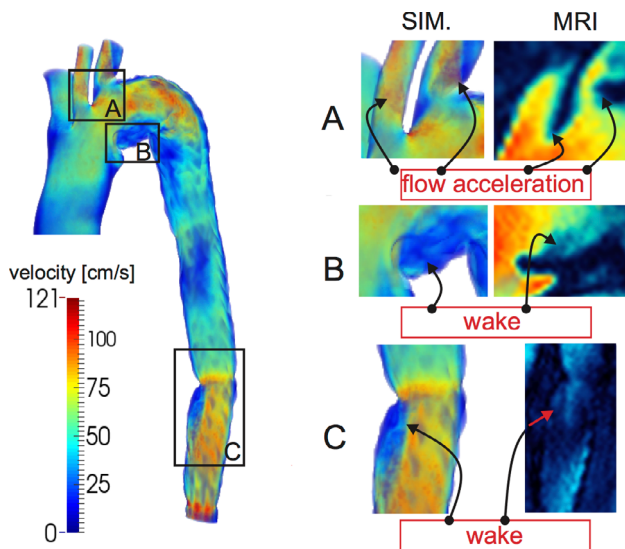 SIM. MRI
A
B
velocity [cm/s]
121
100
75
50
25
0
C
A
flow acceleration
B
wake
C
wake